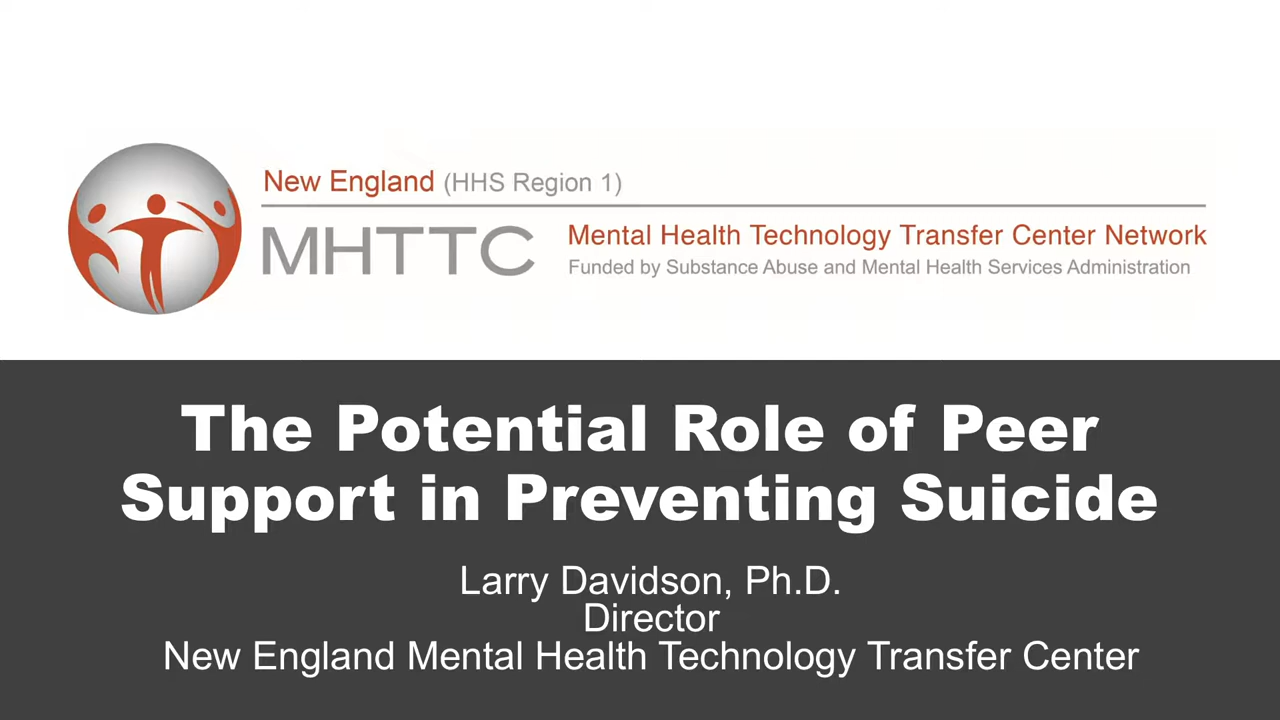 New England (HHS Region 1)
MHTTC
Mental Health Technology Transfer Center Network
Funded by Substance Abuse and Mental Health Services Administration
The Potential Role of Peer
Support in Preventing Suicide
Larry Davidson, Ph.D.
Director
New England Mental Health Technology Transfer Center